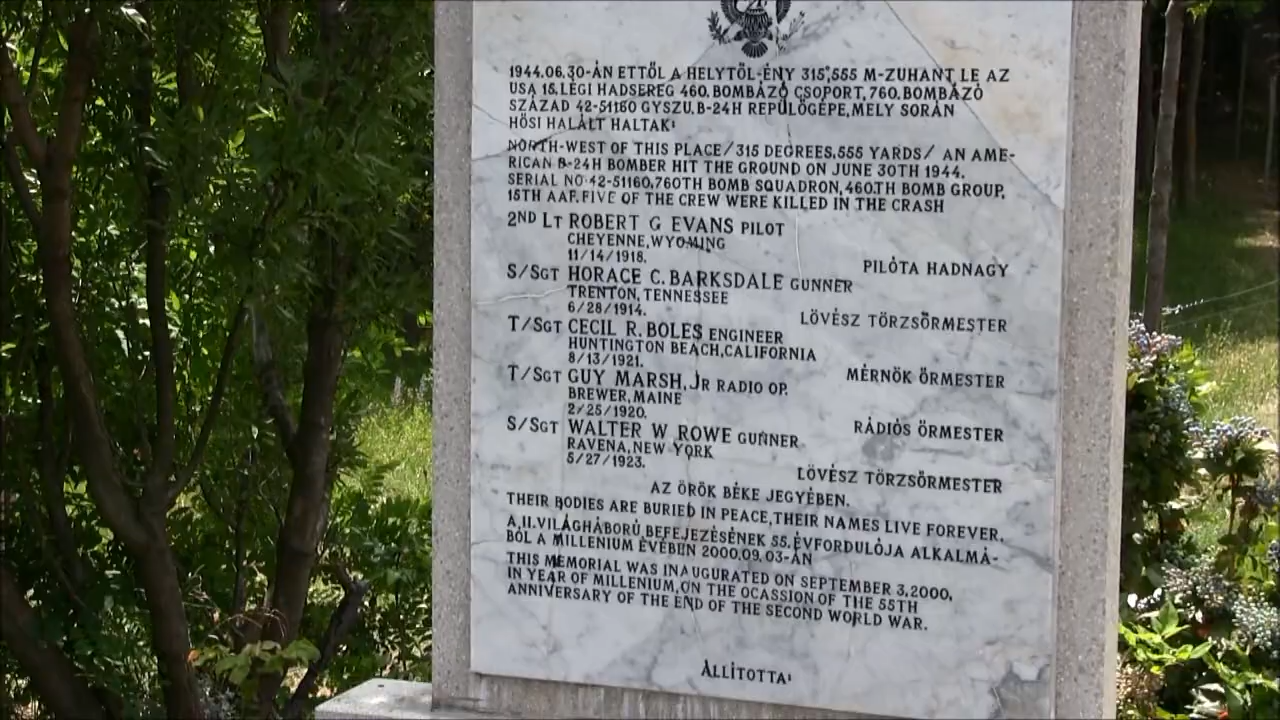 1944.06.30-ÁN ETTŐL A HELYTŐL-ÉNY 315°,555 M-ZUHANT LE AZ
USA 15.LÉGI HADSEREG 460.BOMBÁZÓ CSOPORT,760.BOMBÁZÓ
SZÁZAD 42-51160 GYSZU.B-24H REPÜLŐGÉPE,MELY SORÁN
HŐSI HALÁLT HALTAK:
NORTH-WEST OF THIS PLACE/315 DEGREES,555 YARDS/ AN AME-
RICAN B-24H BOMBER HIT THE GROUND ON JUNE 30TH 1944.
SERIAL NO:42-51160,760TH BOMB SQUADRON,460.TH BOMB GROUP,
15TH AAF.FIVE OF THE CREW WERE KILLED IN THE CRASH
2ND LT ROBERT G EVANS PILOT
CHEYENNE,WYOMING
11/14/1918. PILÓTA HADNAGY
S/SGT HORACE C.BARKSDALE GUNNER
TRENTON,TENNESSEE
6/28/1914. LÖVÉSZ TÖRZSŐRMESTER
T/SGT CECIL R.BOLES ENGINEER
HUNTINGTON BEACH,CALIFORNIA
8/13/1921. MÉRNÖK ŐRMESTER
T/SGT GUY MARSH,JR RADIO OP.
BREWER,MAINE
2/25/1920. RÁDIÓS ŐRMESTER
S/SGT WALTER W ROWE GUNNER
RAVENA,NEW YORK
5/27/1923. LÖVÉSZ TÖRZSŐRMESTER
AZ ÖRÖK BÉKE JEGYÉBEN.
THEIR BODIES ARE BURIED IN PEACE,THEIR NAMES LIVE FOREVER.
A II.VILÁGHÁBORÚ BEFEJEZÉSÉNEK 55.ÉVFORDULÓJA ALKALMÁ-
BÓL A MILLENIUM ÉVÉBEN 2000.09.03-ÁN
THIS MEMORIAL WAS INAUGURATED ON SEPTEMBER 3,2000,
IN YEAR OF MILLENIUM,ON THE OCASSION OF THE 55TH
ANNIVERSARY OF THE END OF THE SECOND WORLD WAR.
ÁLLÍTOTTA: